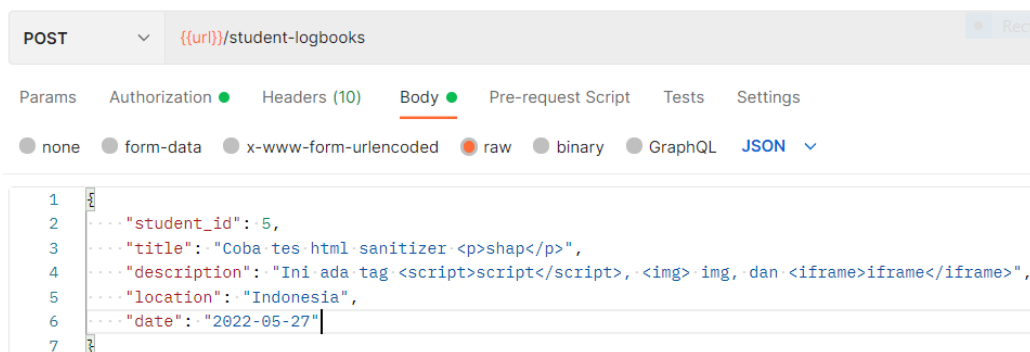 POST {{url}}/student-logbooks Rec
Params Authorization Headers (10) Body Pre-request Script Tests Settings
none form-data x-www-form-urlencoded raw binary GraphQL JSON
1 {
2 "student_id": 5,
3 "title": "Coba tes html sanitizer <p>shap</p>",
4 "description": "Ini ada tag <script>script</script>, <img> img, dan <iframe>iframe</iframe>",
5 "location": "Indonesia",
6 "date": "2022-05-27"
7 }